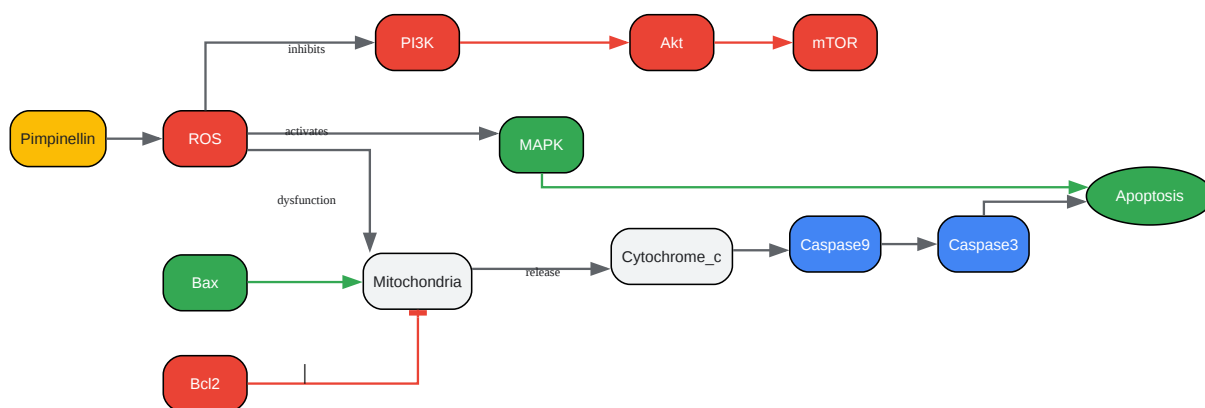 PI3K
Akt
mTOR
inhibits
Pimpinellin
ROS
activates
MAPK
dysfunction
Apoptosis
Caspase9
Caspase3
Cytochrome_c
release
Bax
Mitochondria
Bcl2